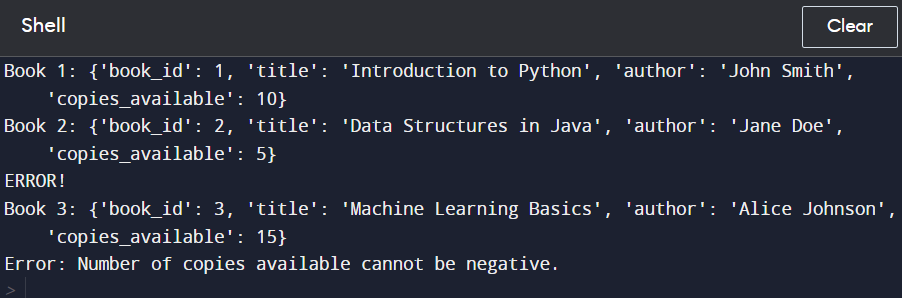 Shell
Clear
Book 1: {'book_id': 1, 'title': 'Introduction to Python', 'author': 'John Smith',
'copies_available': 10}
Book 2: {'book_id': 2, 'title': 'Data Structures in Java', 'author': 'Jane Doe',
'copies_available': 5}
ERROR!
Book 3: {'book_id': 3, 'title': 'Machine Learning Basics', 'author': 'Alice Johnson',
'copies_available': 15}
Error: Number of copies available cannot be negative.
>